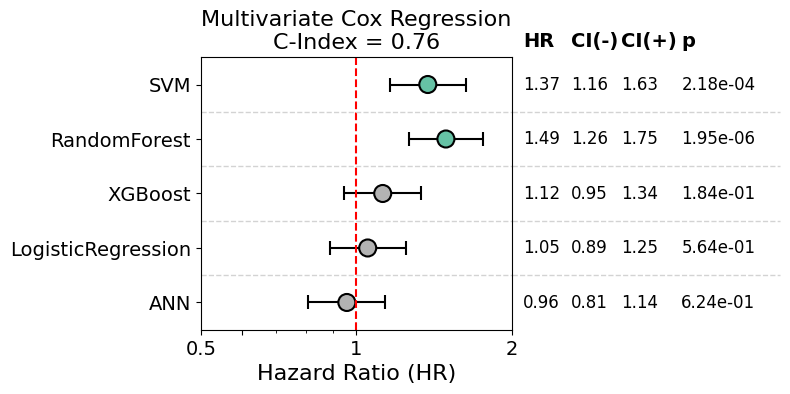 Multivariate Cox Regression
C-Index = 0.76
HR CI(-) CI(+) p
SVM 1.37 1.16 1.63 2.18e-04
RandomForest 1.49 1.26 1.75 1.95e-06
XGBoost 1.12 0.95 1.34 1.84e-01
LogisticRegression 1.05 0.89 1.25 5.64e-01
ANN 0.96 0.81 1.14 6.24e-01
0.5 1 2
Hazard Ratio (HR)